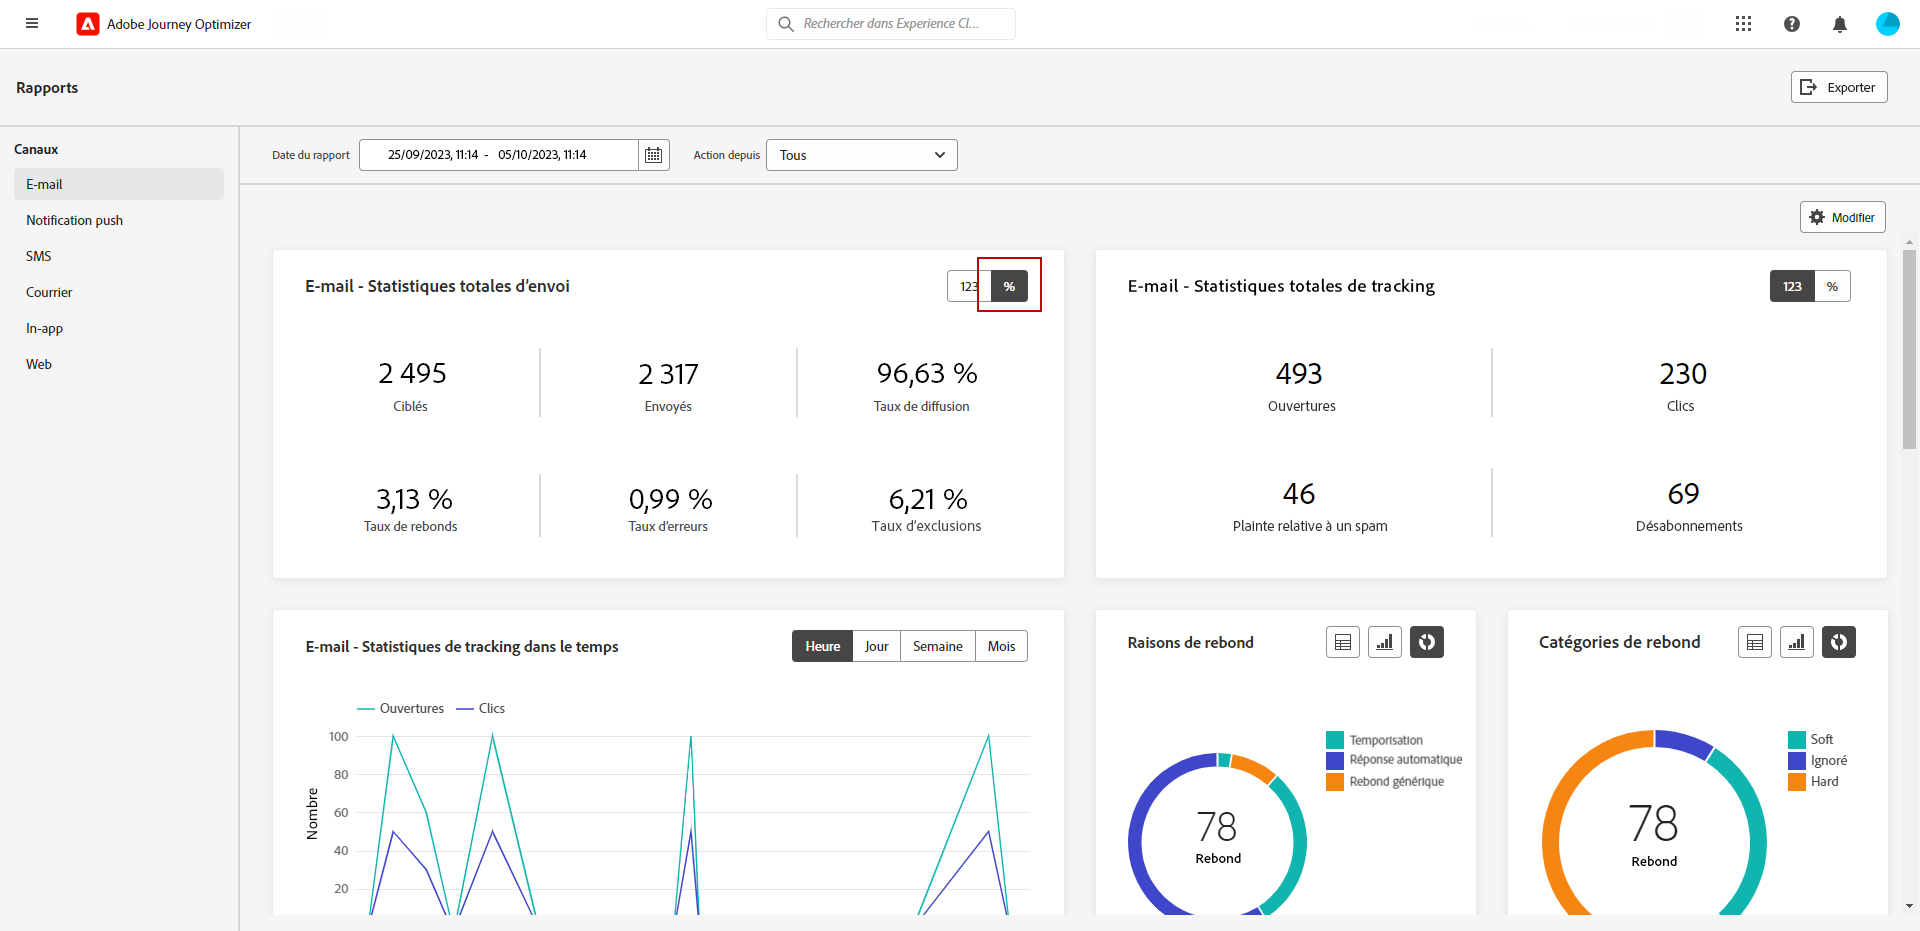 Adobe Journey Optimizer
Rechercher dans Experience Cl...
Rapports
Exporter
Canaux
E-mail
Notification push
SMS
Courrier
In-app
Web
Date du rapport
25/09/2023, 11:14 - 05/10/2023, 11:14
Action depuis
Tous
Modifier
E-mail - Statistiques totales d'envoi
123
%
2 495
Ciblés
2 317
Envoyés
96,63 %
Taux de diffusion
3,13 %
Taux de rebonds
0,99 %
Taux d'erreurs
6,21 %
Taux d'exclusions
E-mail - Statistiques totales de tracking
123
%
493
Ouvertures
230
Clics
46
Plainte relative à un spam
69
Désabonnements
E-mail - Statistiques de tracking dans le temps
Heure
Jour
Semaine
Mois
Ouvertures
Clics
Nombre
100
80
60
40
20
Raisons de rebond
Temporisation
Réponse automatique
Rebond générique
78
Rebond
Catégories de rebond
Soft
Ignoré
Hard
78
Rebond